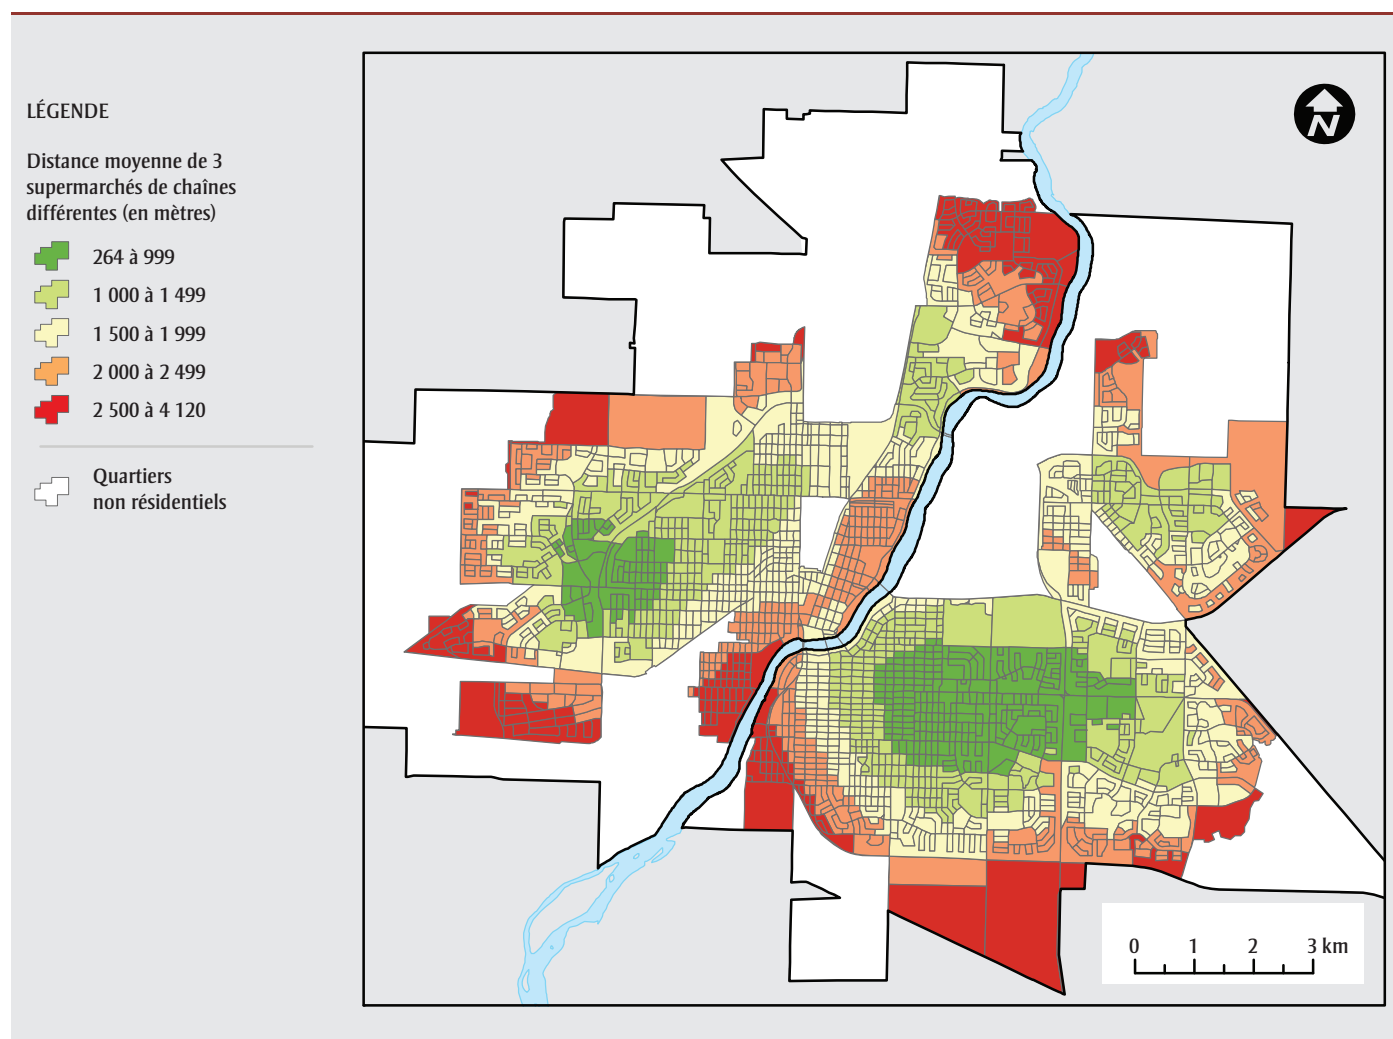 LÉGENDE
Distance moyenne de 3
supermarchés de chaînes
différentes (en mètres)
264 à 999
1 000 à 1 499
1 500 à 1 999
2 000 à 2 499
2 500 à 4 120
Quartiers
non résidentiels
N
0 1 2 3 km